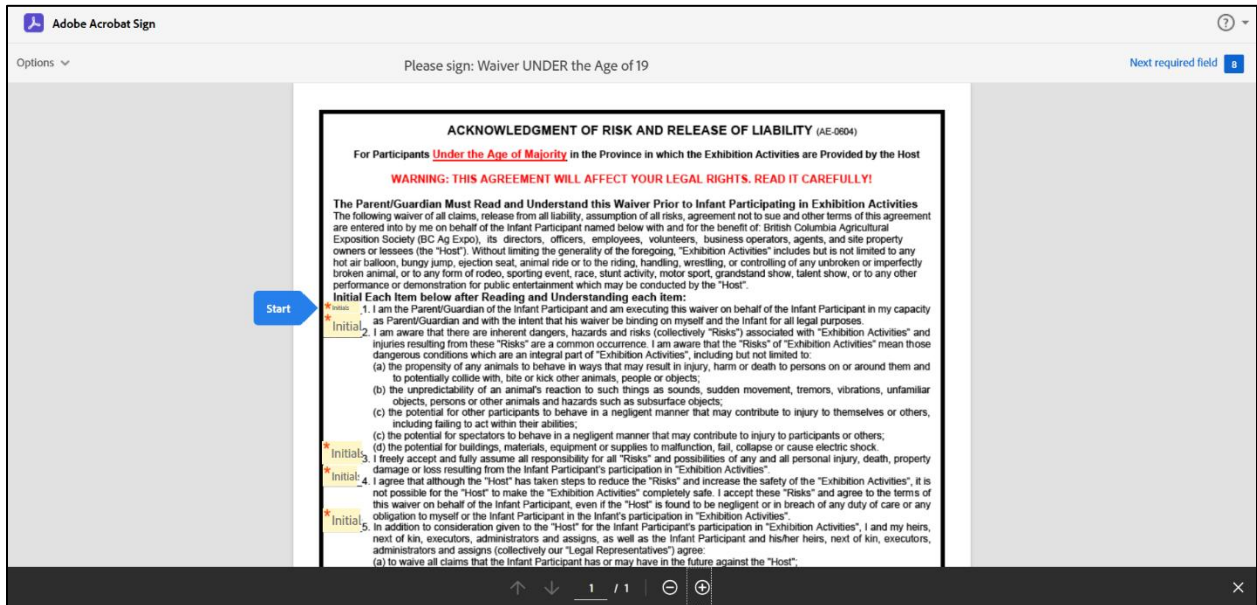 Adobe Acrobat Sign
Options
Please sign: Waiver UNDER the Age of 19
Next required field 8
ACKNOWLEDGMENT OF RISK AND RELEASE OF LIABILITY (AE-0604)
For Participants Under the Age of Majority in the Province in which the Exhibition Activities are Provided by the Host
WARNING: THIS AGREEMENT WILL AFFECT YOUR LEGAL RIGHTS. READ IT CAREFULLY!
The Parent/Guardian Must Read and Understand this Waiver Prior to Infant Participating in Exhibition Activities
The following waiver of all claims, release from all liability, assumption of all risks, agreement not to sue and other terms of this agreement
are entered into by me on behalf of the Infant Participant named below with and for the benefit of: British Columbia Agricultural
Exposition Society (BC Ag Expo), its directors, officers, employees, volunteers, business operators, agents, and site property
owners or lessees (the "Host"). Without limiting the generality of the foregoing, "Exhibition Activities" includes but is not limited to any
hot air balloon, bungy jump, ejection seat, animal ride or to the riding, handling, wrestling, or controlling of any unbroken or imperfectly
broken animal, or to any form of rodeo, sporting event, race, stunt activity, motor sport, grandstand show, talent show, or to any other
performance or demonstration for public entertainment which may be conducted by the "Host".
Initial Each Item below after Reading and Understanding each item:
Start
* Initials 1. I am the Parent/Guardian of the Infant Participant and am executing this waiver on behalf of the Infant Participant in my capacity
as Parent/Guardian and with the intent that his waiver be binding on myself and the Infant for all legal purposes.
* Initial 2. I am aware that there are inherent dangers, hazards and risks (collectively "Risks") associated with "Exhibition Activities" and
injuries resulting from these "Risks" are a common occurrence. I am aware that the "Risks" of "Exhibition Activities" mean those
dangerous conditions which are an integral part of "Exhibition Activities", including but not limited to:
(a) the propensity of any animals to behave in ways that may result in injury, harm or death to persons on or around them and
to potentially collide with, bite or kick other animals, people or objects;
(b) the unpredictability of an animal's reaction to such things as sounds, sudden movement, tremors, vibrations, unfamiliar
objects, persons or other animals and hazards such as subsurface objects;
(c) the potential for other participants to behave in a negligent manner that may contribute to injury to themselves or others,
including failing to act within their abilities;
(c) the potential for spectators to behave in a negligent manner that may contribute to injury to participants or others;
(d) the potential for buildings, materials, equipment or supplies to malfunction, fail, collapse or cause electric shock.
* Initials 3. I freely accept and fully assume all responsibility for all "Risks" and possibilities of any and all personal injury, death, property
damage or loss resulting from the Infant Participant's participation in "Exhibition Activities".
* Initial 4. I agree that although the "Host" has taken steps to reduce the "Risks" and increase the safety of the "Exhibition Activities", it is
not possible for the "Host" to make the "Exhibition Activities" completely safe. I accept these "Risks" and agree to the terms of
this waiver on behalf of the Infant Participant, even if the "Host" is found to be negligent or in breach of any duty of care or any
obligation to myself or the Infant Participant in the Infant's participation in "Exhibition Activities".
* Initial 5. In addition to consideration given to the "Host" for the Infant Participant's participation in "Exhibition Activities", I and my heirs,
next of kin, executors, administrators and assigns, as well as the Infant Participant and his/her heirs, next of kin, executors,
administrators and assigns (collectively our "Legal Representatives") agree:
(a) to waive all claims that the Infant Participant has or may have in the future against the "Host";
1 / 1